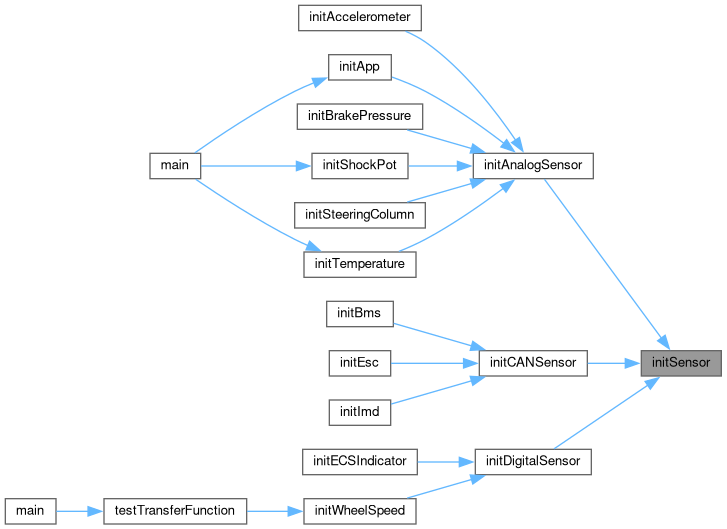 initAccelerometer
initApp
initBrakePressure
main
initShockPot
initAnalogSensor
initSteeringColumn
initTemperature
initBms
initEsc
initCANSensor
initSensor
initImd
initECSIndicator
initDigitalSensor
main
testTransferFunction
initWheelSpeed